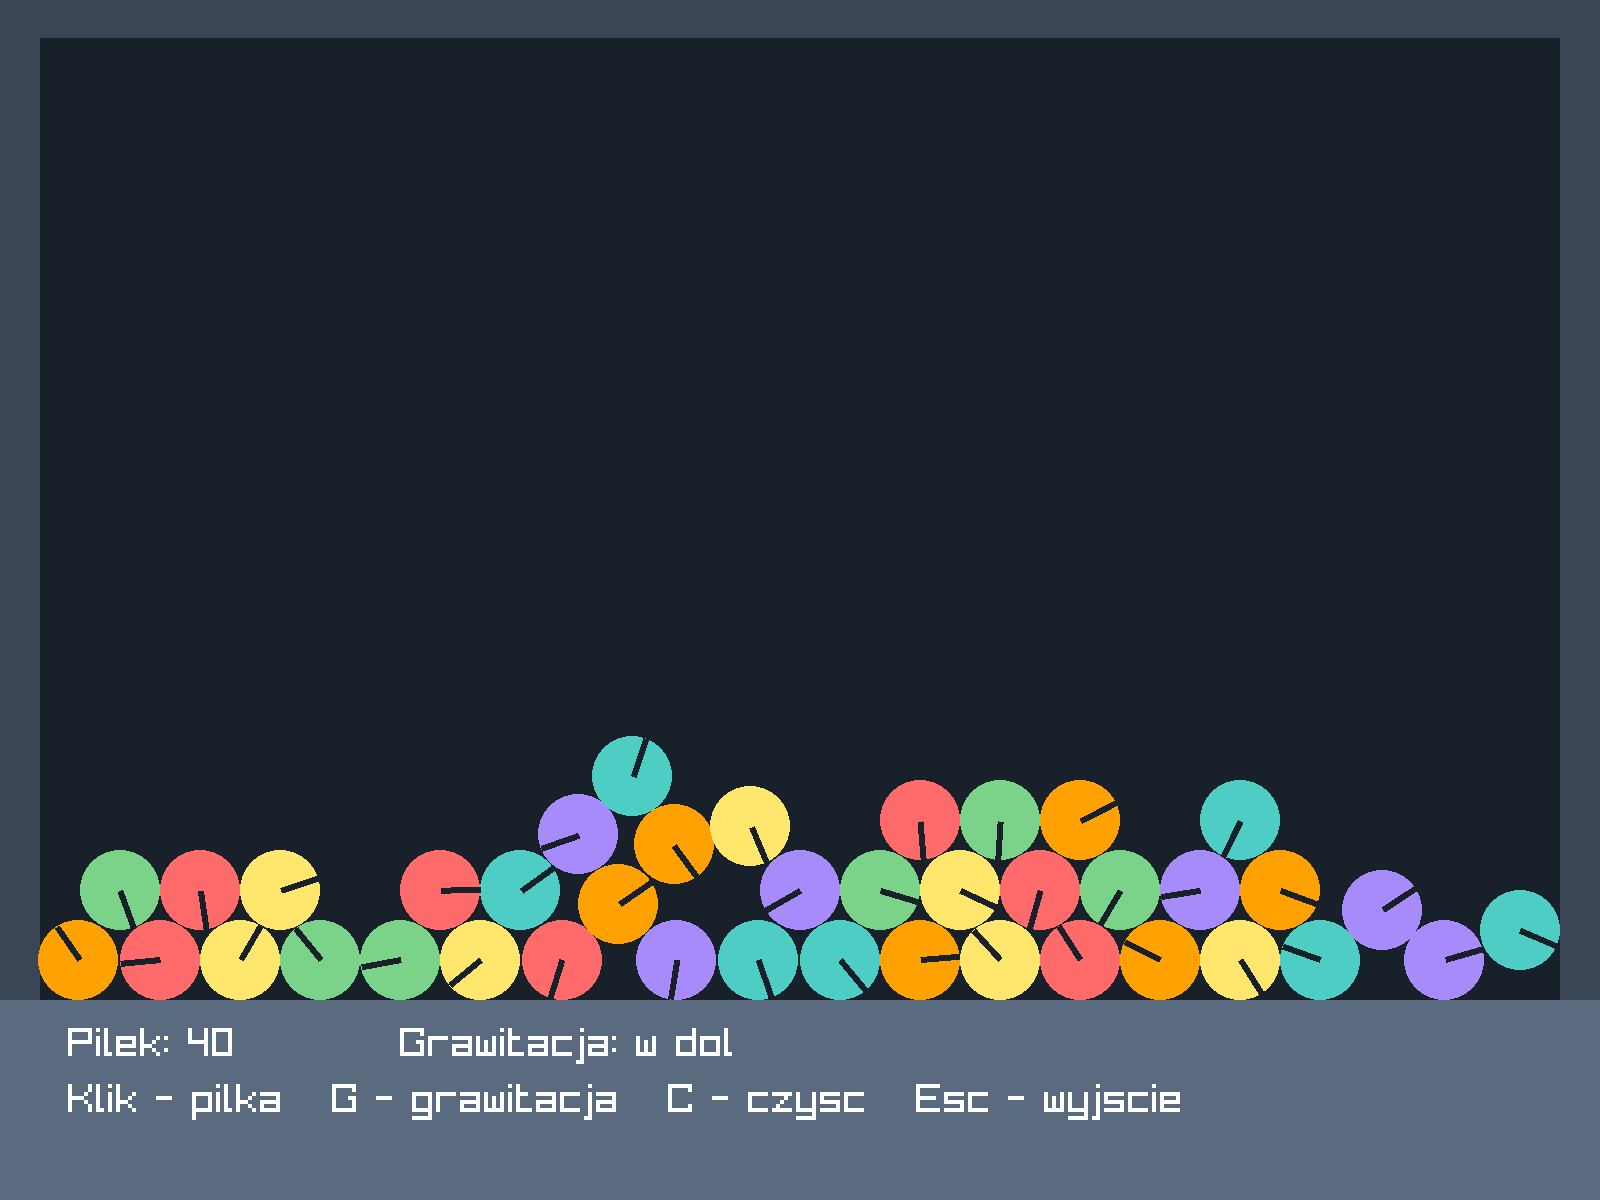 Pilek: 40 Grawitacja: w dol
Klik - pilka G - grawitacja C - czysc Esc - wyjscie